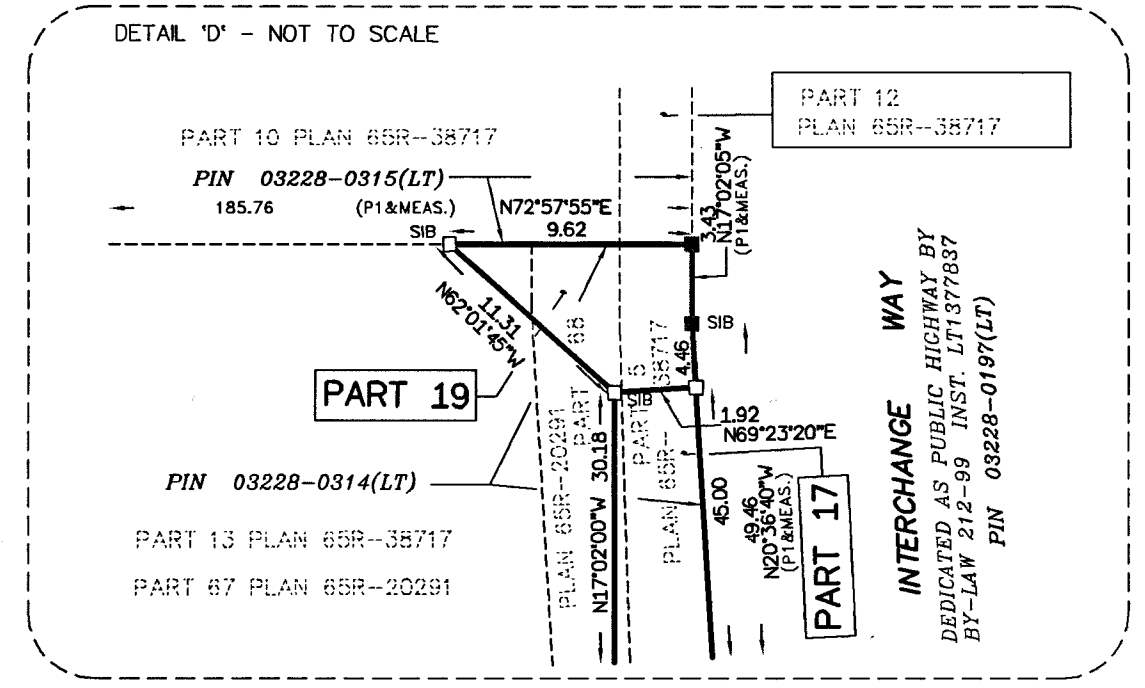 DETAIL 'D' - NOT TO SCALE
PART 12
PLAN 65R--38717
PART 10 PLAN 65R--38717
PIN 03228-0315(LT)
185.76 (P1&MEAS.)
N72°57'55"E
9.62
SIB
3.43
N17°02'05"W
(P1&MEAS.)
11.31
N62°01'45"W
SIB
4.46
PART 19
SIB
1.92
N69°23'20"E
PART 68
PLAN 65R-20291
PART 5
PLAN 65R--38717
N17°02'00"W 30.18
PIN 03228-0314(LT)
PART 13 PLAN 65R--38717
PART 67 PLAN 65R--20291
45.00
49.46
N20°36'40"W
(P1&MEAS.)
PART 17
INTERCHANGE WAY
DEDICATED AS PUBLIC HIGHWAY BY
BY-LAW 212-99 INST. LT1377837
PIN 03228-0197(LT)